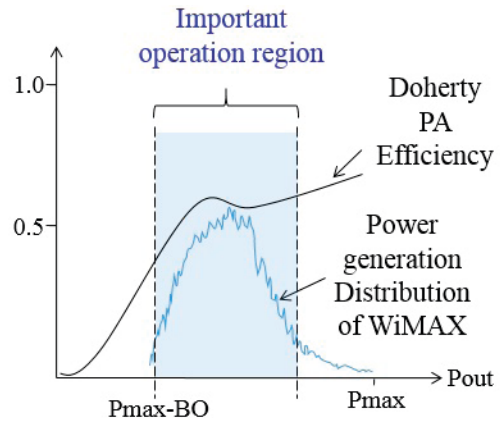 Important
operation region
1.0
Doherty
PA
Efficiency
0.5
Power
generation
Distribution
of WiMAX
Pout
Pmax-BO
Pmax